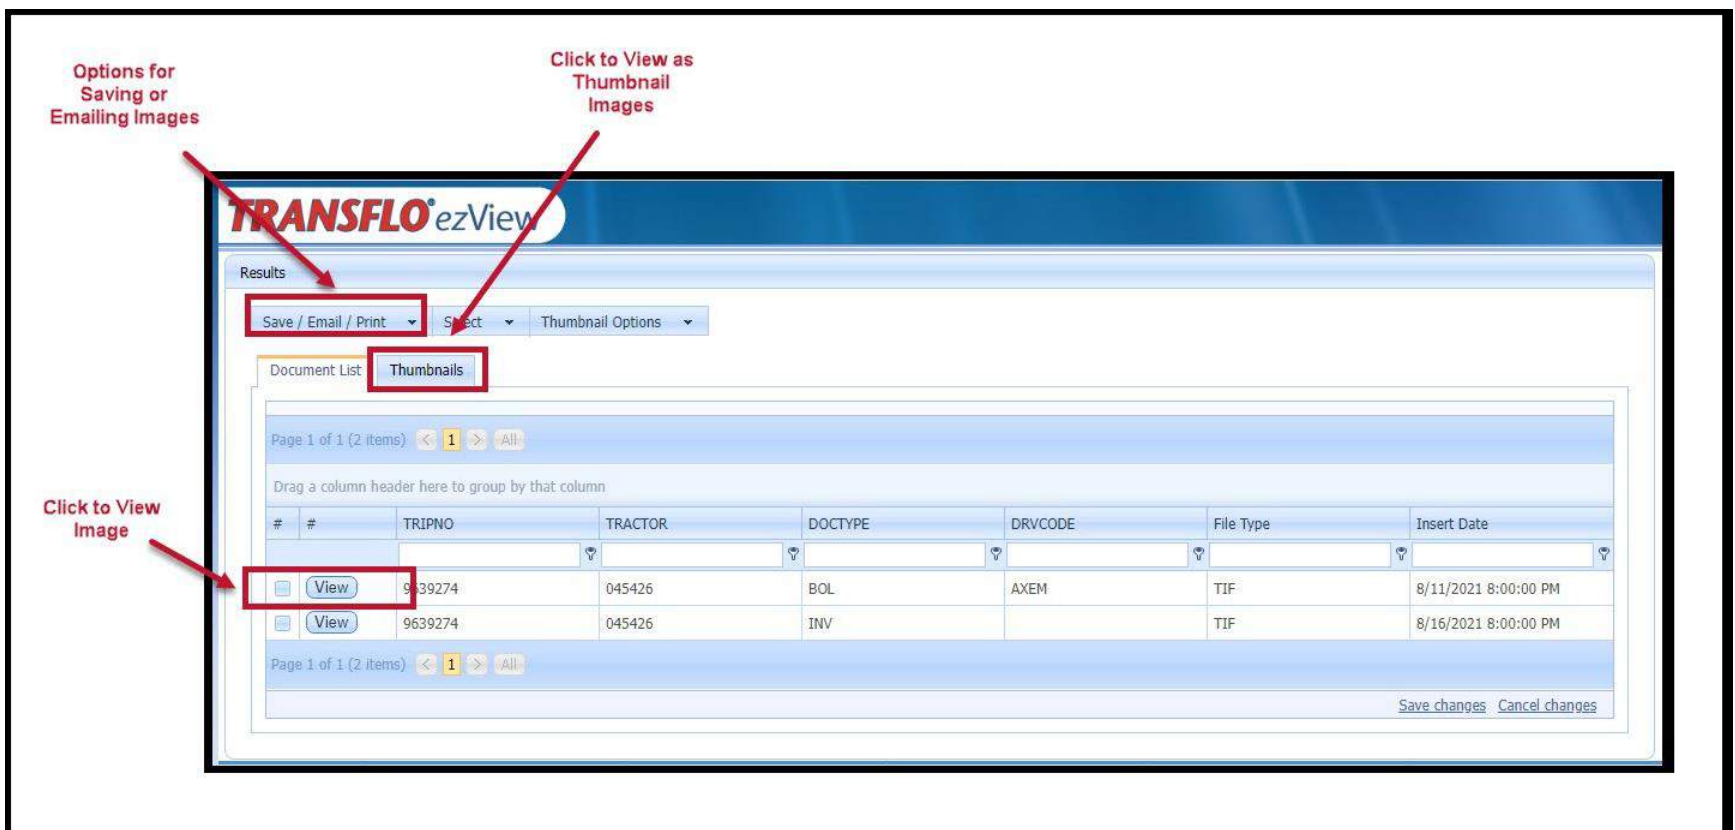 Options for
Saving or
Emailing Images
Click to View as
Thumbnail
Images
TRANSFLO® ezView
Results
Save / Email / Print Select Thumbnail Options
Document List Thumbnails
Page 1 of 1 (2 items) < 1 > All
Drag a column header here to group by that column
Click to View
Image
# # TRIPNO TRACTOR DOCTYPE DRVCODE File Type Insert Date
View 9639274 045426 BOL AXEM TIF 8/11/2021 8:00:00 PM
View 9639274 045426 INV TIF 8/16/2021 8:00:00 PM
Page 1 of 1 (2 items) < 1 > All
Save changes Cancel changes